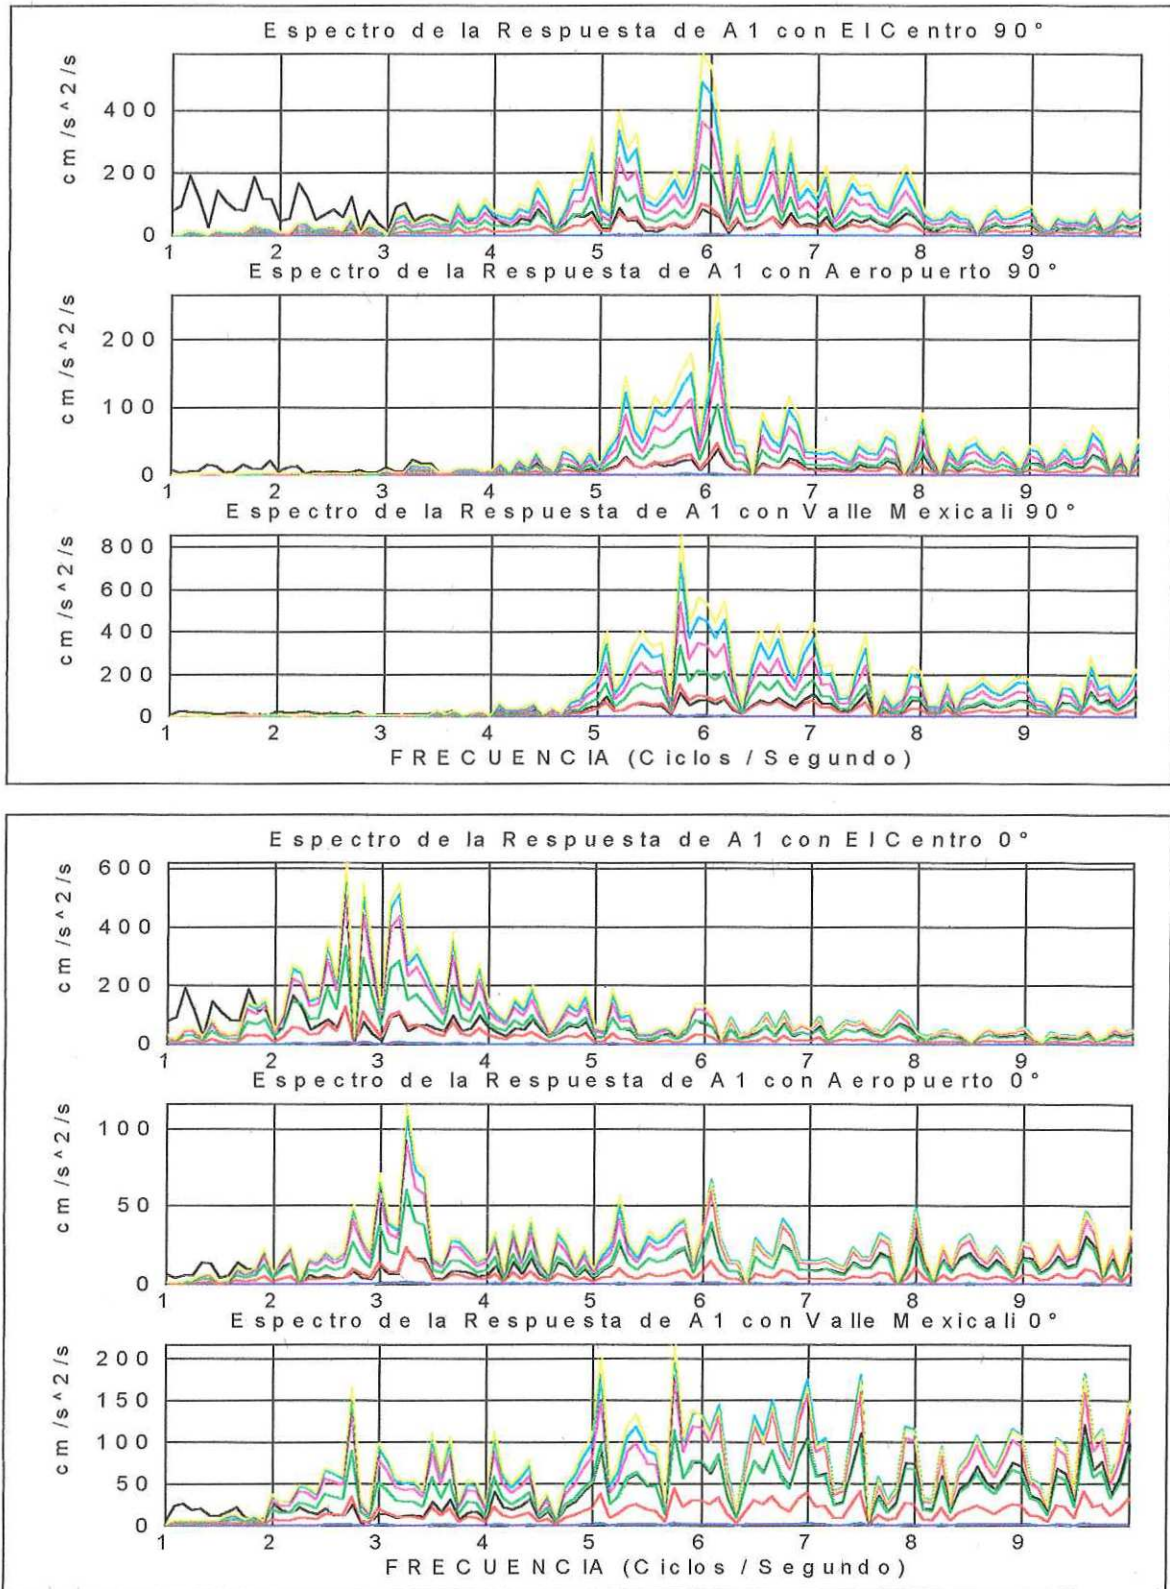 Espectro de la Respuesta de A1 con ElCentro 90°
cm/s^2/s
400
200
0
1 2 3 4 5 6 7 8 9
Espectro de la Respuesta de A1 con Aeropuerto 90°
cm/s^2/s
200
100
0
1 2 3 4 5 6 7 8 9
Espectro de la Respuesta de A1 con Valle Mexicali 90°
cm/s^2/s
800
600
400
200
0
1 2 3 4 5 6 7 8 9
FRECUENCIA (Ciclos / Segundo)
Espectro de la Respuesta de A1 con ElCentro 0°
cm/s^2/s
600
400
200
0
1 2 3 4 5 6 7 8 9
Espectro de la Respuesta de A1 con Aeropuerto 0°
cm/s^2/s
100
50
0
1 2 3 4 5 6 7 8 9
Espectro de la Respuesta de A1 con Valle Mexicali 0°
cm/s^2/s
200
150
100
50
0
1 2 3 4 5 6 7 8 9
FRECUENCIA (Ciclos / Segundo)